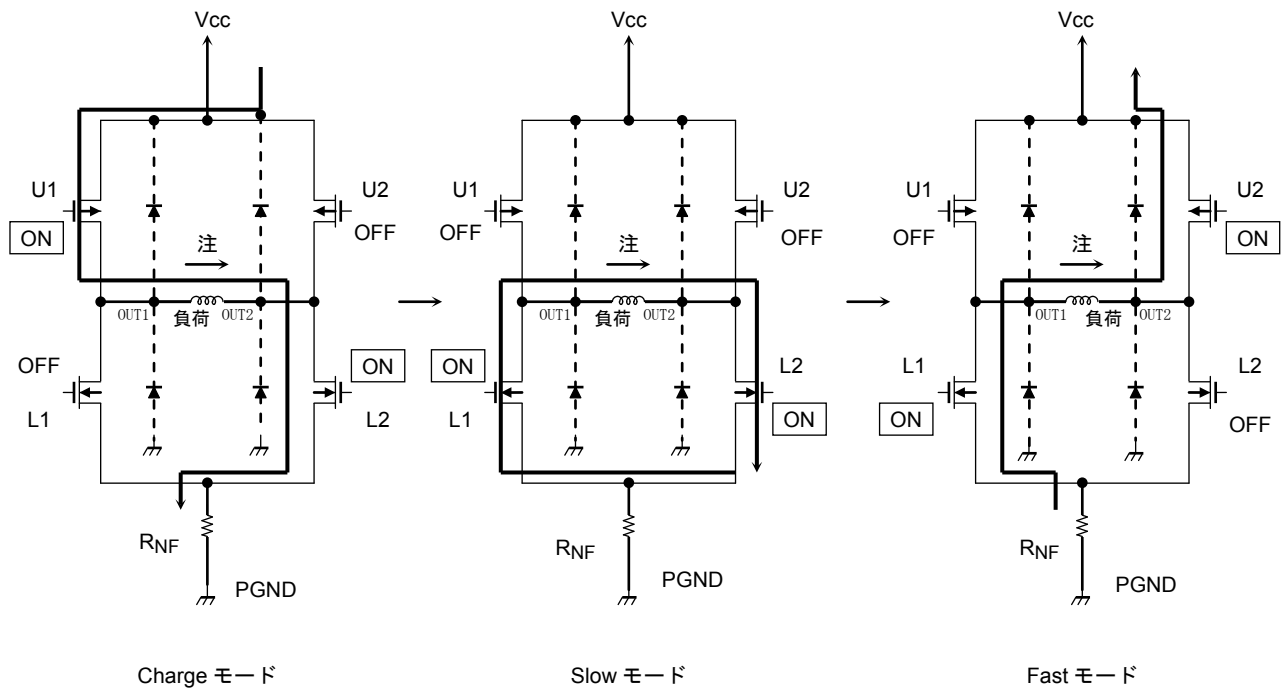 Vcc
U1
ON
U2
OFF
注
OUT1
負荷
OUT2
OFF
L1
ON
L2
RNF
PGND
Charge モード
Vcc
U1
OFF
U2
OFF
注
OUT1
負荷
OUT2
ON
L1
L2
ON
RNF
PGND
Slow モード
Vcc
U1
OFF
U2
ON
注
OUT1
負荷
OUT2
L1
ON
L2
OFF
RNF
PGND
Fast モード